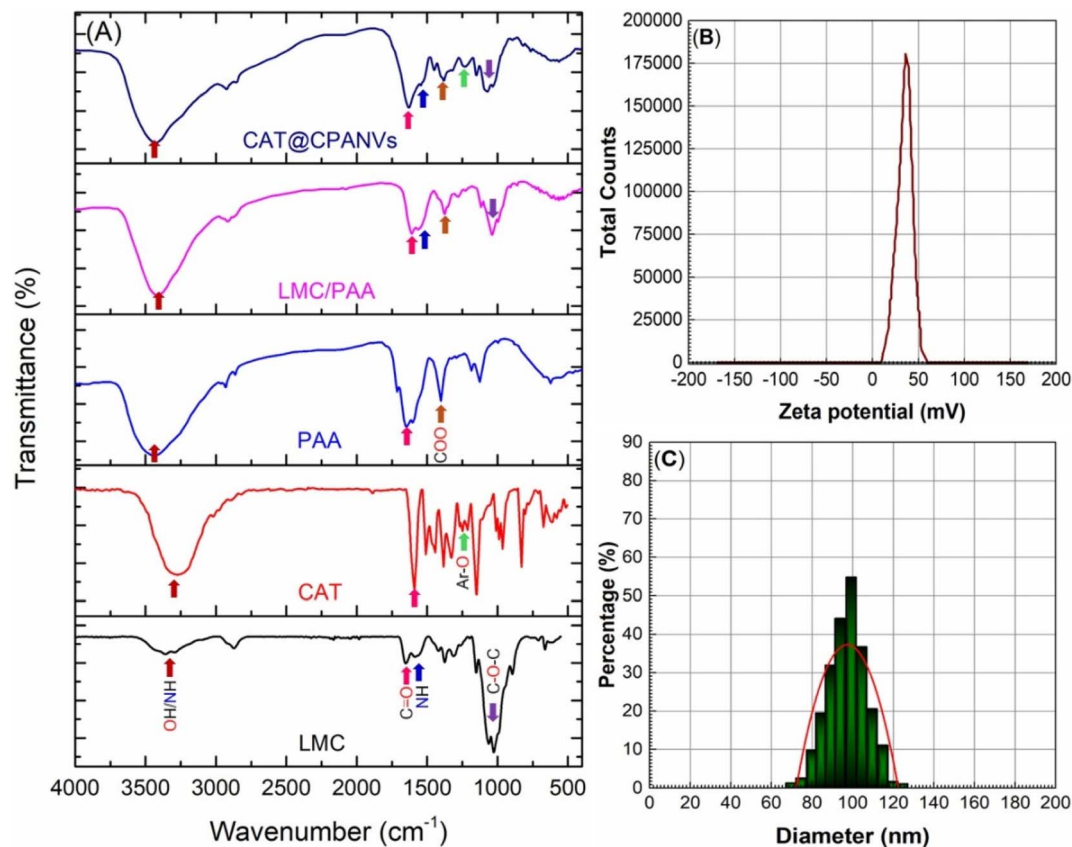 (A)
CAT@CPANVs
LMC/PAA
PAA
COO
CAT
Ar-O
OH/NH
C=O
NH
C-O-C
LMC
Transmittance (%)
4000 3500 3000 2500 2000 1500 1000 500
Wavenumber (cm⁻¹)
(B)
Total Counts
200000
175000
150000
125000
100000
75000
50000
25000
0
-200 -150 -100 -50 0 50 100 150 200
Zeta potential (mV)
(C)
Percentage (%)
90
80
70
60
50
40
30
20
10
0
0 20 40 60 80 100 120 140 160 180 200
Diameter (nm)